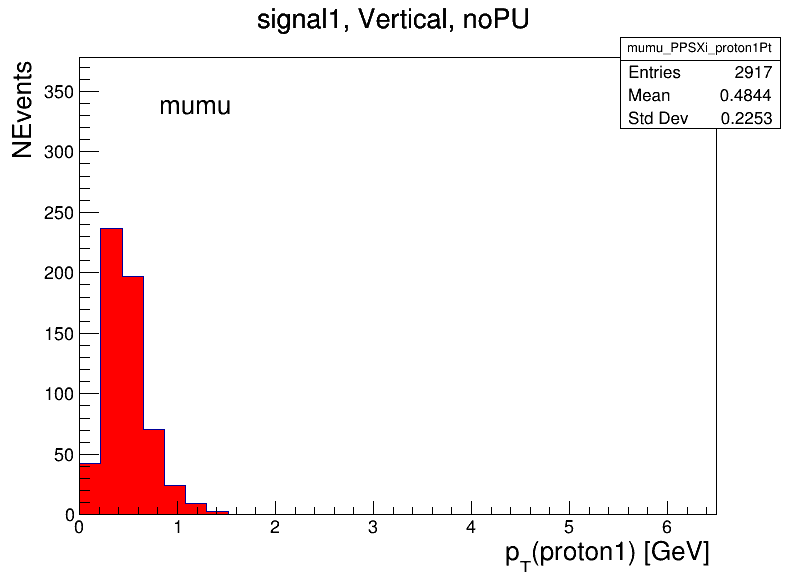 signal1, Vertical, noPU
mumu_PPSXi_proton1Pt
Entries 2917
Mean 0.4844
Std Dev 0.2253
NEvents
mumu
350
300
250
200
150
100
50
0
0 1 2 3 4 5 6
pT(proton1) [GeV]